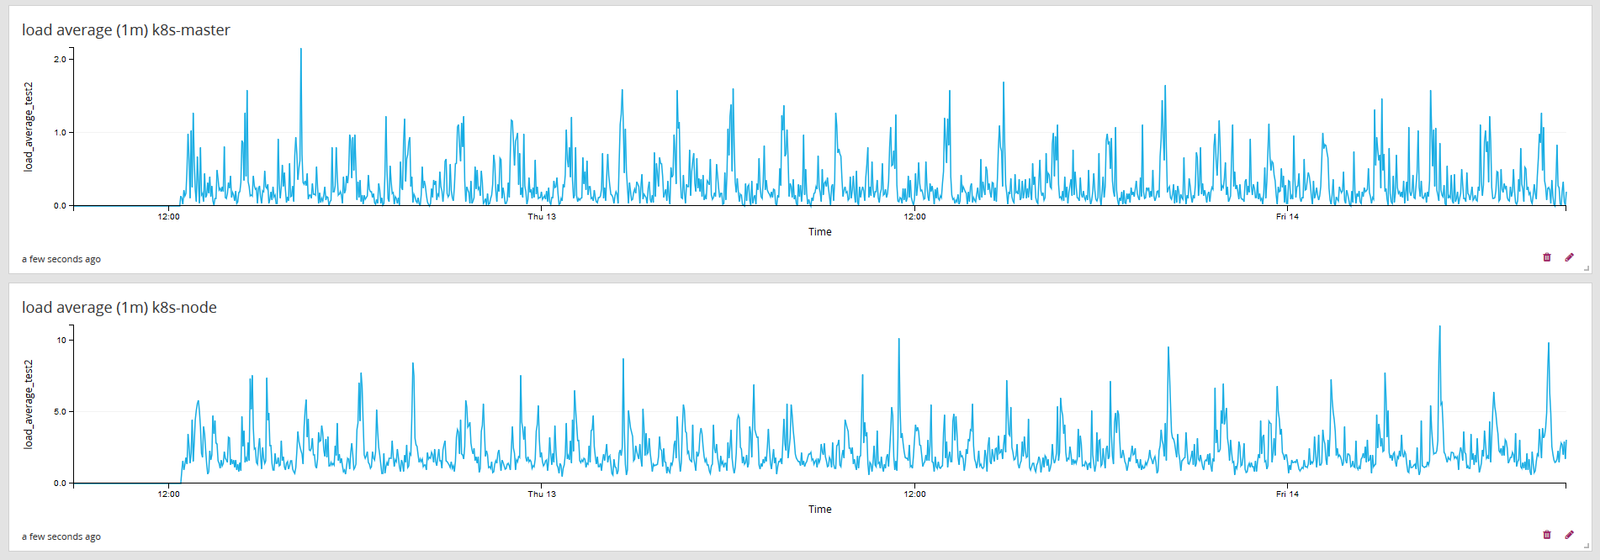 load average (1m) k8s-master
load_average_test2
2.0
1.0
0.0
12:00
Thu 13
12:00
Fri 14
Time
a few seconds ago
load average (1m) k8s-node
load_average_test2
10
5.0
0.0
12:00
Thu 13
12:00
Fri 14
Time
a few seconds ago